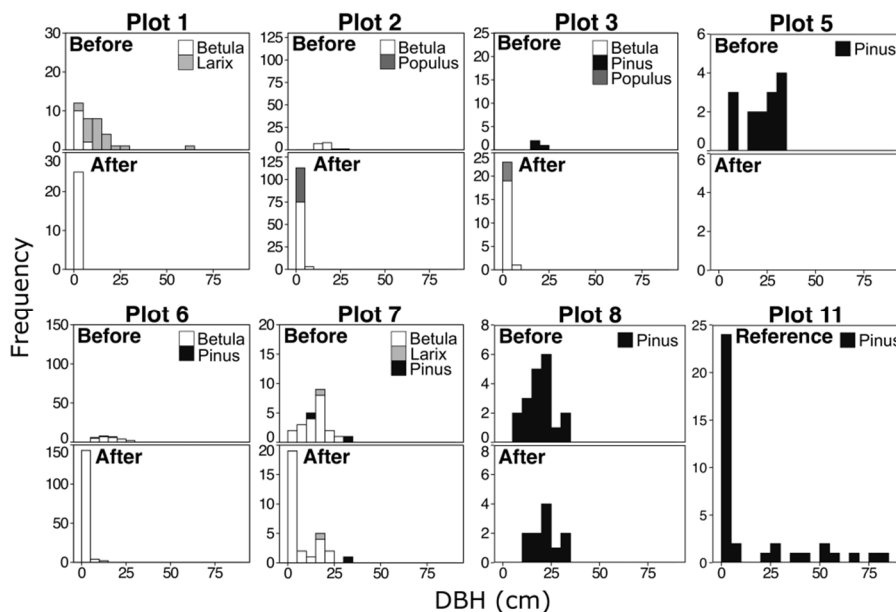 Plot 1
Before
Betula
Larix
30
20
10
0
After
30
20
10
0
0 25 50 75
Plot 2
Before
Betula
Populus
125
100
75
50
25
0
After
125
100
75
50
25
0
0 25 50 75
Plot 3
Before
Betula
Pinus
Populus
25
20
15
10
5
0
After
25
20
15
10
5
0
0 25 50 75
Plot 5
Before
Pinus
6
4
2
0
After
6
4
2
0
0 25 50 75
Frequency
Plot 6
Before
Betula
Pinus
150
100
50
0
After
150
100
50
0
0 25 50 75
Plot 7
Before
Betula
Larix
Pinus
20
15
10
5
0
After
20
15
10
5
0
0 25 50 75
Plot 8
Before
Pinus
8
6
4
2
0
After
8
6
4
2
0
0 25 50 75
Plot 11
Reference
Pinus
25
20
15
10
5
0
0 25 50 75
DBH (cm)